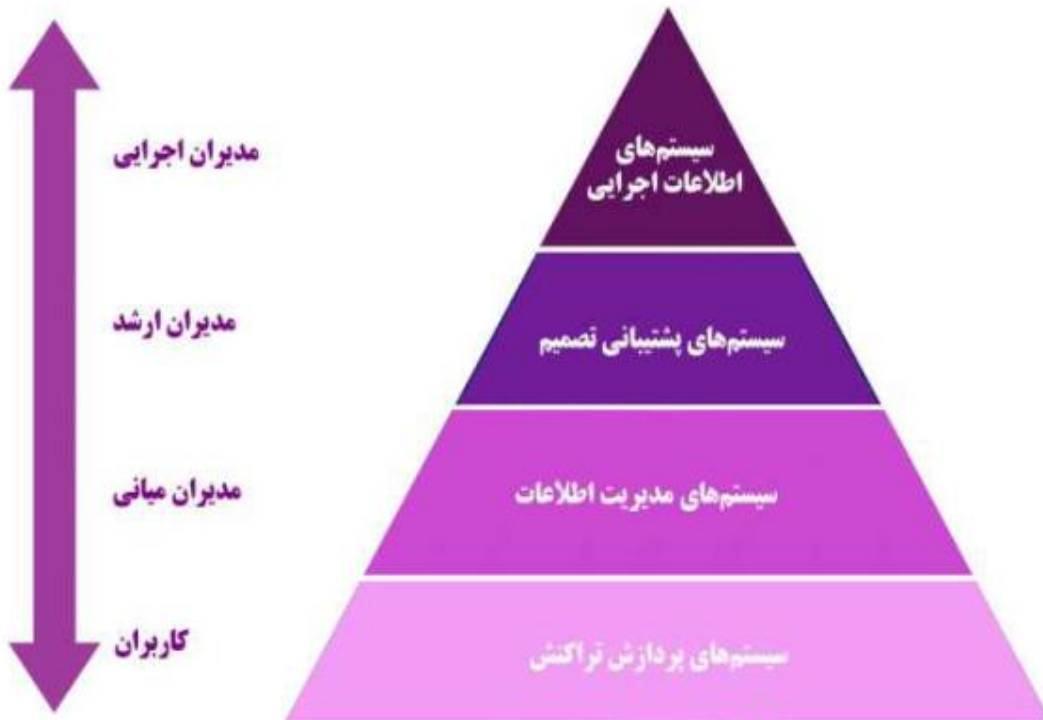 مدیران اجرایی
سیستم‌های
اطلاعات اجرایی
مدیران ارشد
سیستم‌های پشتیبانی تصمیم
مدیران میانی
سیستم‌های مدیریت اطلاعات
کاربران
سیستم‌های پردازش تراکنش